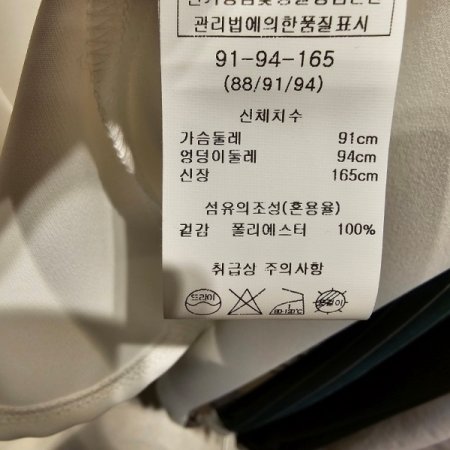 관리법에의한품질표시
91-94-165
(88/91/94)
신체치수
가슴둘레 91cm
엉덩이둘레 94cm
신장 165cm
섬유의조성(혼용율)
겉감 폴리에스터 100%
취급상 주의사항
드라이
80-120℃